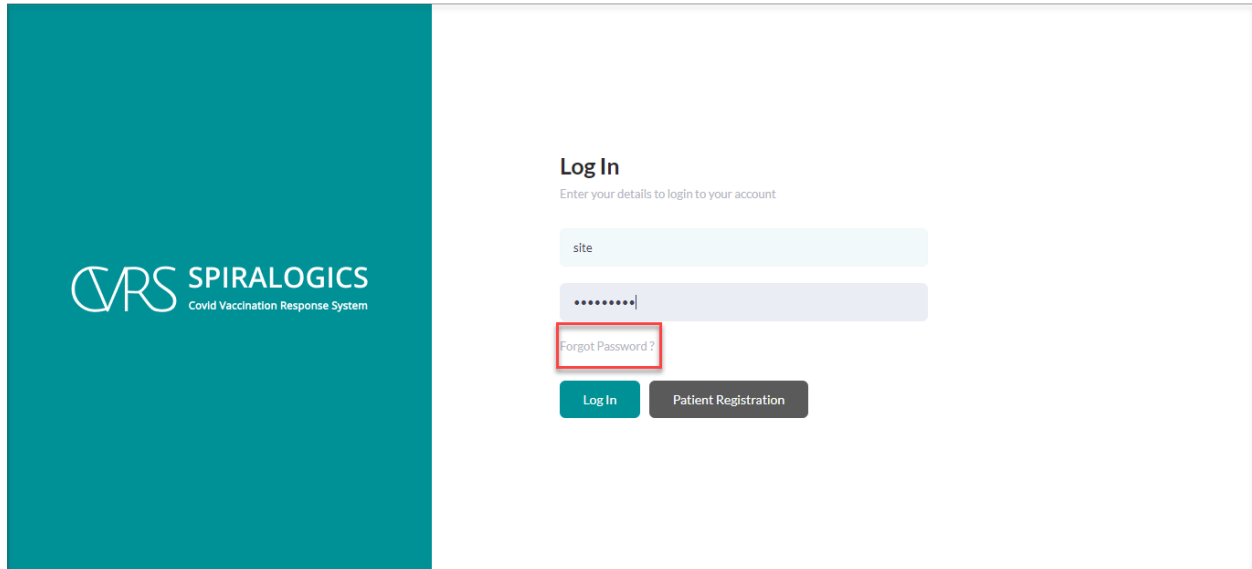 CVRS SPIRALOGICS
Covid Vaccination Response System
Log In
Enter your details to login to your account
site
•••••••••
Forgot Password ?
Log In
Patient Registration